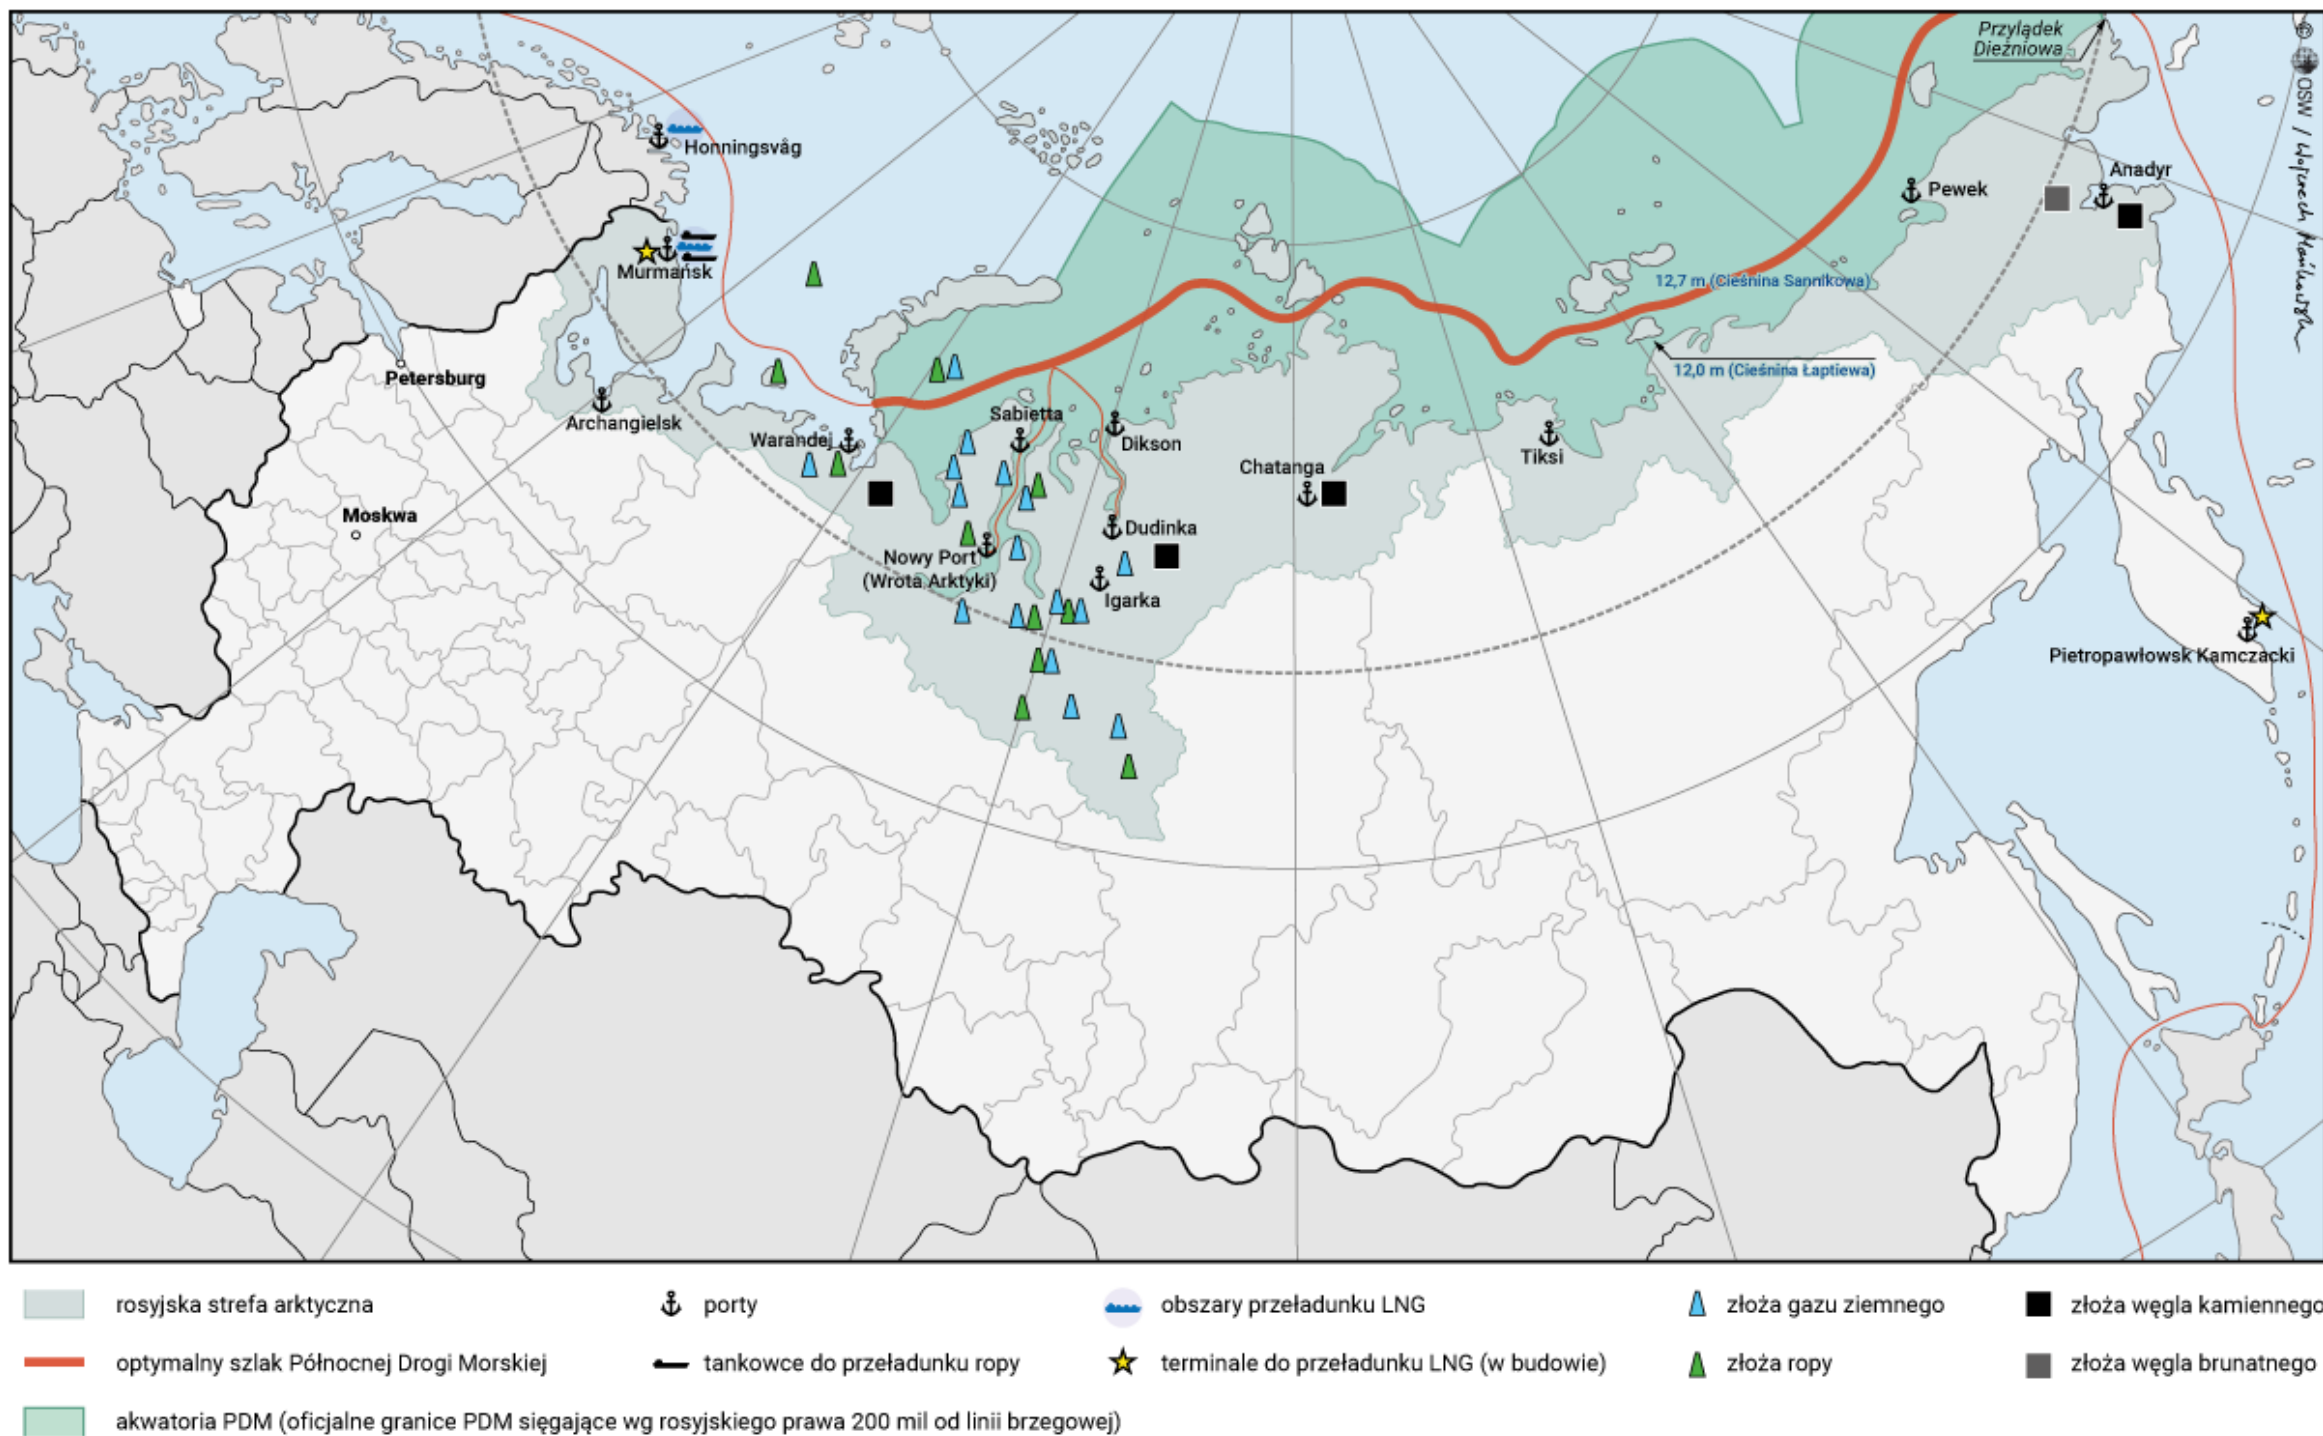 Przylądek
Dieżniowa
© OSW / Wojciech Mańkowski
Honningsvåg
Anadyr
Pewek
Murmańsk
12,7 m (Cieśnina Sannikowa)
12,0 m (Cieśnina Łaptiewa)
Petersburg
Archangielsk
Warandej
Sabietta
Dikson
Chatanga
Tiksi
Moskwa
Dudinka
Nowy Port
(Wrota Arktyki)
Igarka
Pietropawłowsk Kamczacki
rosyjska strefa arktyczna
porty
obszary przeładunku LNG
złoża gazu ziemnego
złoża węgla kamiennego
optymalny szlak Północnej Drogi Morskiej
tankowce do przeładunku ropy
terminale do przeładunku LNG (w budowie)
złoża ropy
złoża węgla brunatnego
akwatoria PDM (oficjalne granice PDM sięgające wg rosyjskiego prawa 200 mil od linii brzegowej)